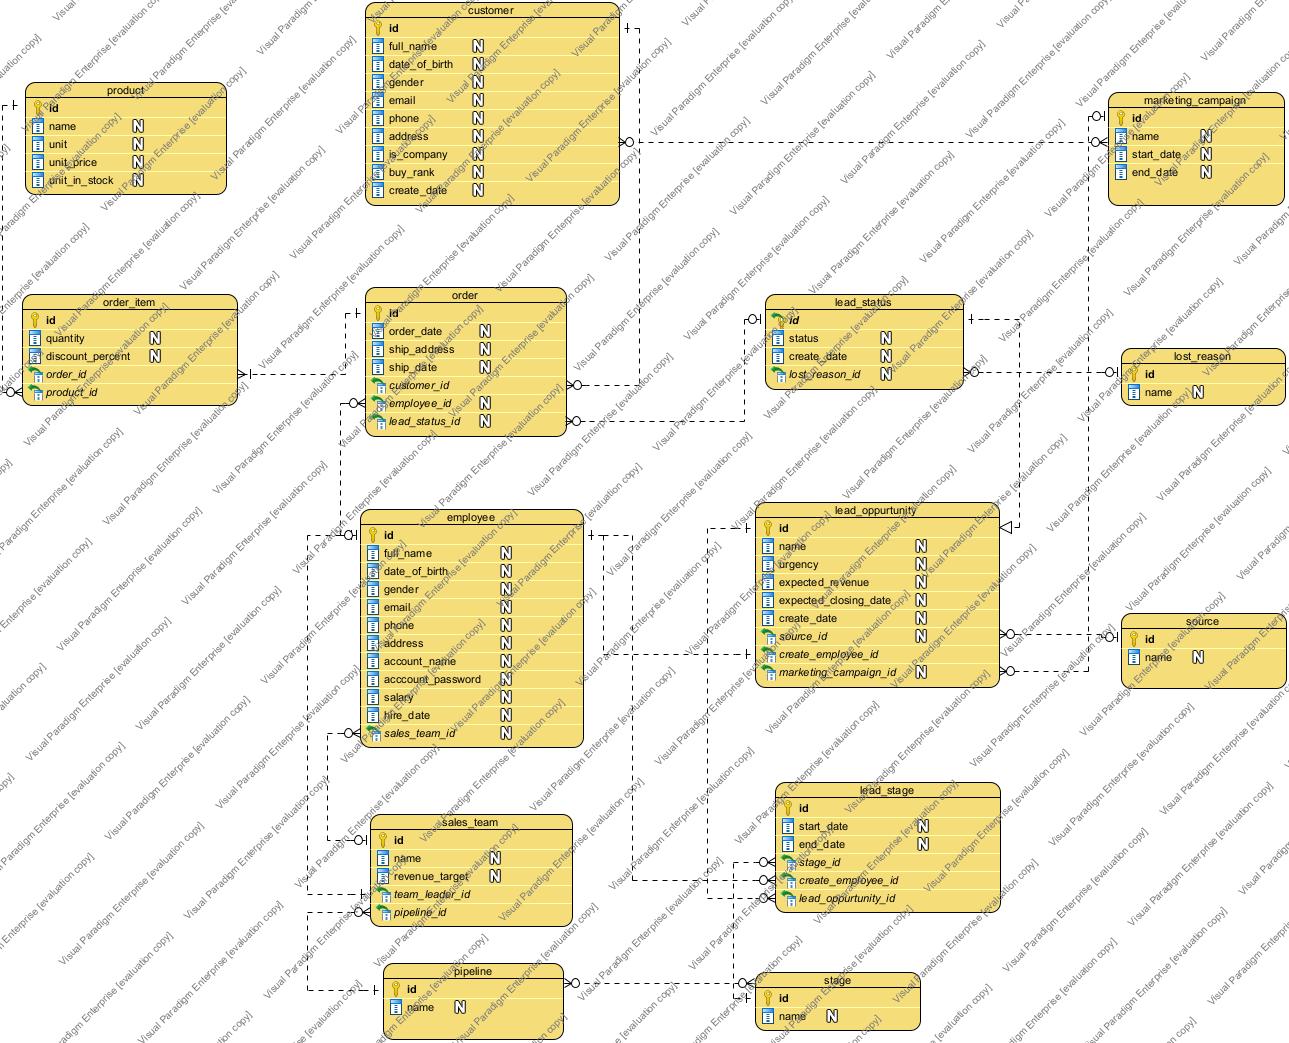 customer
id
full_name N
date_of_birth N
gender N
email N
phone N
address N
is_company N
buy_rank N
create_date N
product
id
name N
unit N
unit_price N
unit_in_stock N
marketing_campaign
id
name N
start_date N
end_date N
order_item
id
quantity N
discount_percent N
order_id
product_id
order
id
order_date N
ship_address N
ship_date N
customer_id
employee_id N
lead_status_id N
lead_status
id
status N
create_date N
lost_reason_id N
lost_reason
id
name N
employee
id
full_name N
date_of_birth N
gender N
email N
phone N
address N
account_name N
acccount_password N
salary N
hire_date N
sales_team_id N
lead_oppurtunity
id
name N
urgency N
expected_revenue N
expected_closing_date N
create_date N
source_id N
create_employee_id
marketing_campaign_id N
source
id
name N
sales_team
id
name N
revenue_target N
team_leader_id
pipeline_id
lead_stage
id
start_date N
end_date N
stage_id
create_employee_id
lead_oppurtunity_id
pipeline
id
name N
stage
id
name N
Visual Paradigm Enterprise [evaluation copy]